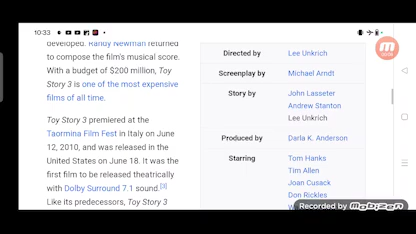 10:33
developed. Randy Newman returned
to compose the film's musical score.
With a budget of $200 million, Toy
Story 3 is one of the most expensive
films of all time.
Toy Story 3 premiered at the
Taormina Film Fest in Italy on June
12, 2010, and was released in the
United States on June 18. It was the
first film to be released theatrically
with Dolby Surround 7.1 sound.[3]
Like its predecessors, Toy Story 3
Directed by Lee Unkrich
Screenplay by Michael Arndt
Story by John Lasseter
Andrew Stanton
Lee Unkrich
Produced by Darla K. Anderson
Starring Tom Hanks
Tim Allen
Joan Cusack
Don Rickles
Recorded by Mobizen